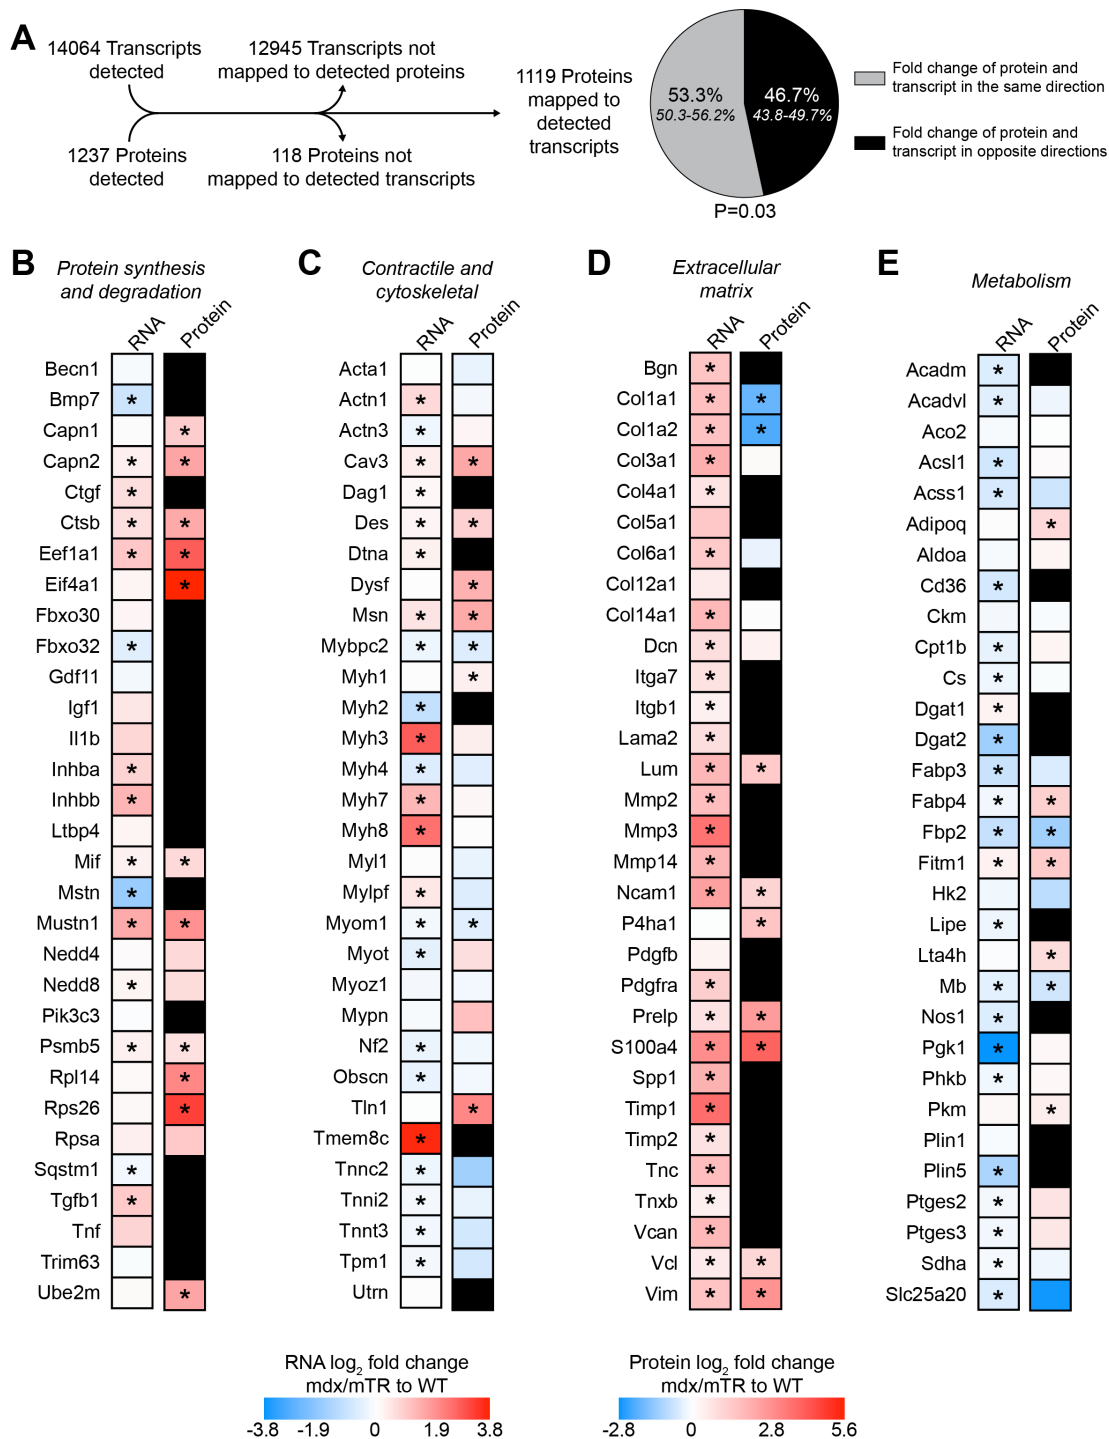 A
14064 Transcripts
detected
12945 Transcripts not
mapped to detected proteins
1237 Proteins
detected
118 Proteins not
mapped to detected transcripts
1119 Proteins
mapped to
detected
transcripts
53.3%
50.3-56.2%
46.7%
43.8-49.7%
P=0.03
Fold change of protein and
transcript in the same direction
Fold change of protein and
transcript in opposite directions
B
Protein synthesis
and degradation
RNA
Protein
Becn1
Bmp7 *
Capn1 *
Capn2 * *
Ctgf *
Ctsb * *
Eef1a1 * *
Eif4a1 *
Fbxo30
Fbxo32 *
Gdf11
Igf1
Il1b
Inhba *
Inhbb *
Ltbp4
Mif * *
Mstn *
Mustn1 * *
Nedd4
Nedd8 *
Pik3c3
Psmb5 * *
Rpl14 *
Rps26 *
Rpsa
Sqstm1 *
Tgfb1 *
Tnf
Trim63
Ube2m *
C
Contractile and
cytoskeletal
RNA
Protein
Acta1
Actn1 *
Actn3 *
Cav3 * *
Dag1 *
Des * *
Dtna *
Dysf *
Msn * *
Mybpc2 * *
Myh1 *
Myh2 *
Myh3 *
Myh4 *
Myh7 *
Myh8 *
Myl1
Mylpf *
Myom1 * *
Myot *
Myoz1
Mypn
Nf2 *
Obscn *
Tln1 *
Tmem8c *
Tnnc2 *
Tnni2 *
Tnnt3 *
Tpm1 *
Utrn
D
Extracellular
matrix
RNA
Protein
Bgn *
Col1a1 * *
Col1a2 * *
Col3a1 *
Col4a1 *
Col5a1
Col6a1 *
Col12a1
Col14a1 *
Dcn *
Itga7 *
Itgb1 *
Lama2 *
Lum * *
Mmp2 *
Mmp3 *
Mmp14 *
Ncam1 * *
P4ha1 *
Pdgfb
Pdgfra *
Prelp * *
S100a4 * *
Spp1 *
Timp1 *
Timp2 *
Tnc *
Tnxb *
Vcan *
Vcl * *
Vim * *
E
Metabolism
RNA
Protein
Acadm *
Acadvl *
Aco2
Acsl1 *
Acss1 *
Adipoq *
Aldoa
Cd36 *
Ckm
Cpt1b *
Cs *
Dgat1 *
Dgat2 *
Fabp3 *
Fabp4 * *
Fbp2 * *
Fitm1 * *
Hk2
Lipe *
Lta4h *
Mb * *
Nos1 *
Pgk1 *
Phkb *
Pkm *
Plin1
Plin5 *
Ptges2 *
Ptges3 *
Sdha *
Slc25a20 *
RNA log2 fold change
mdx/mTR to WT
-3.8 -1.9 0 1.9 3.8
Protein log2 fold change
mdx/mTR to WT
-2.8 0 2.8 5.6